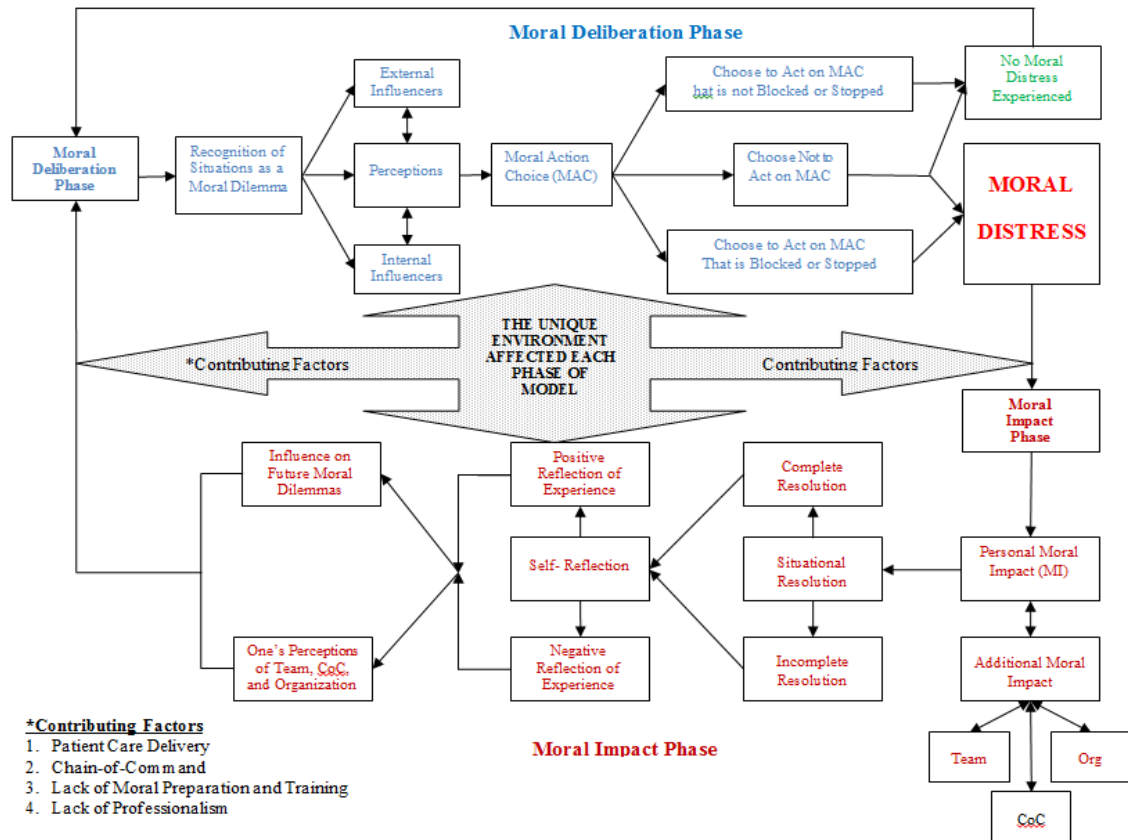 Moral Deliberation Phase
External
Influencers
Choose to Act on MAC
hat is not Blocked or Stopped
No Moral
Distress
Experienced
Moral
Deliberation
Phase
Recognition of
Situations as a
Moral Dilemma
Perceptions
Moral Action
Choice (MAC)
Choose Not to
Act on MAC
MORAL
DISTRESS
Internal
Influencers
Choose to Act on MAC
That is Blocked or Stopped
*Contributing Factors
THE UNIQUE
ENVIRONMENT
AFFECTED EACH
PHASE OF
MODEL
Contributing Factors
Moral
Impact
Phase
Influence on
Future Moral
Dilemmas
Positive
Reflection of
Experience
Complete
Resolution
Self- Reflection
Situational
Resolution
Personal Moral
Impact (MI)
One's Perceptions
of Team, CoC,
and Organization
Negative
Reflection of
Experience
Incomplete
Resolution
Additional Moral
Impact
*Contributing Factors
1. Patient Care Delivery
2. Chain-of-Command
3. Lack of Moral Preparation and Training
4. Lack of Professionalism
Moral Impact Phase
Team
Org
CoC